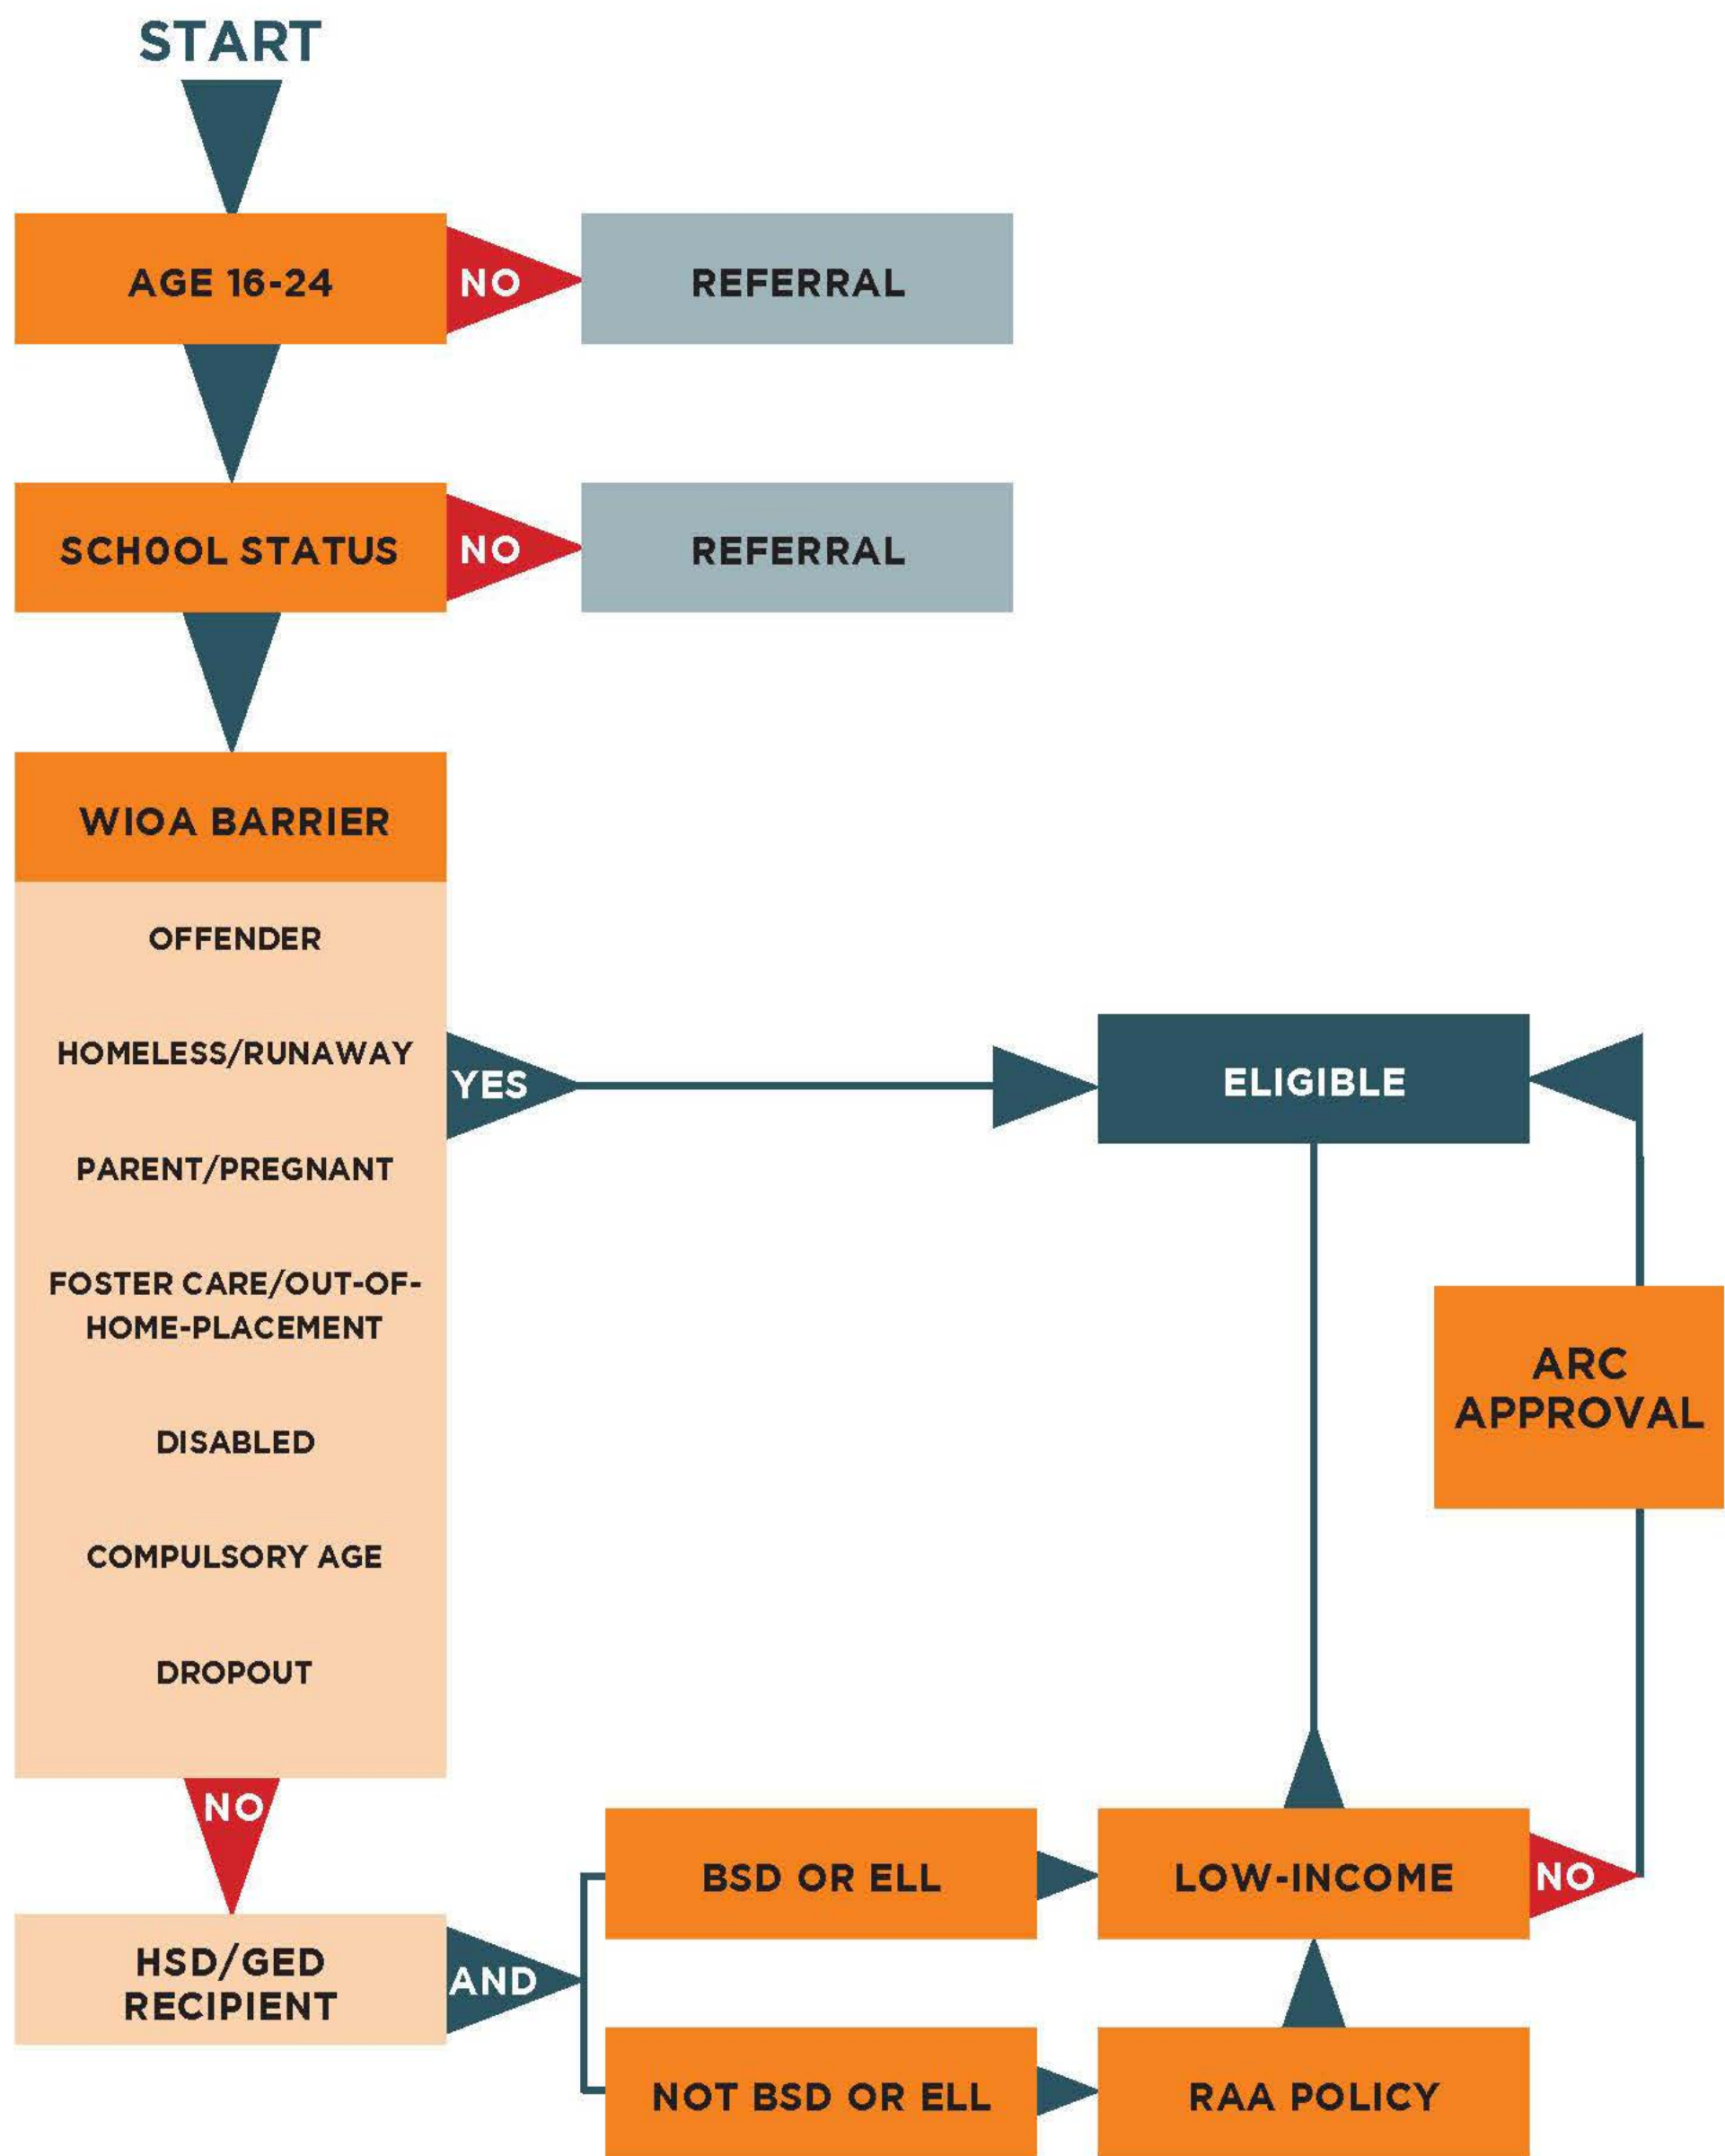 START
AGE 16-24
NO
REFERRAL
SCH0OL STATUS
NO
REFERRAL
WIOA BARRIER
OFFENDER
HOMELESS/RUNAWAY
PARENT/PREGNANT
FOSTER CARE/OUT-OF-
HOME-PLACEMENT
DISABLED
COMPULSORY AGE
DROPOUT
YES
ELIGIBLE
ARC
APPROVAL
NO
HSD/GED
RECIPIENT
AND
BSD OR ELL
LOW-INCOME
NO
NOT BSD OR ELL
RAA POLICY